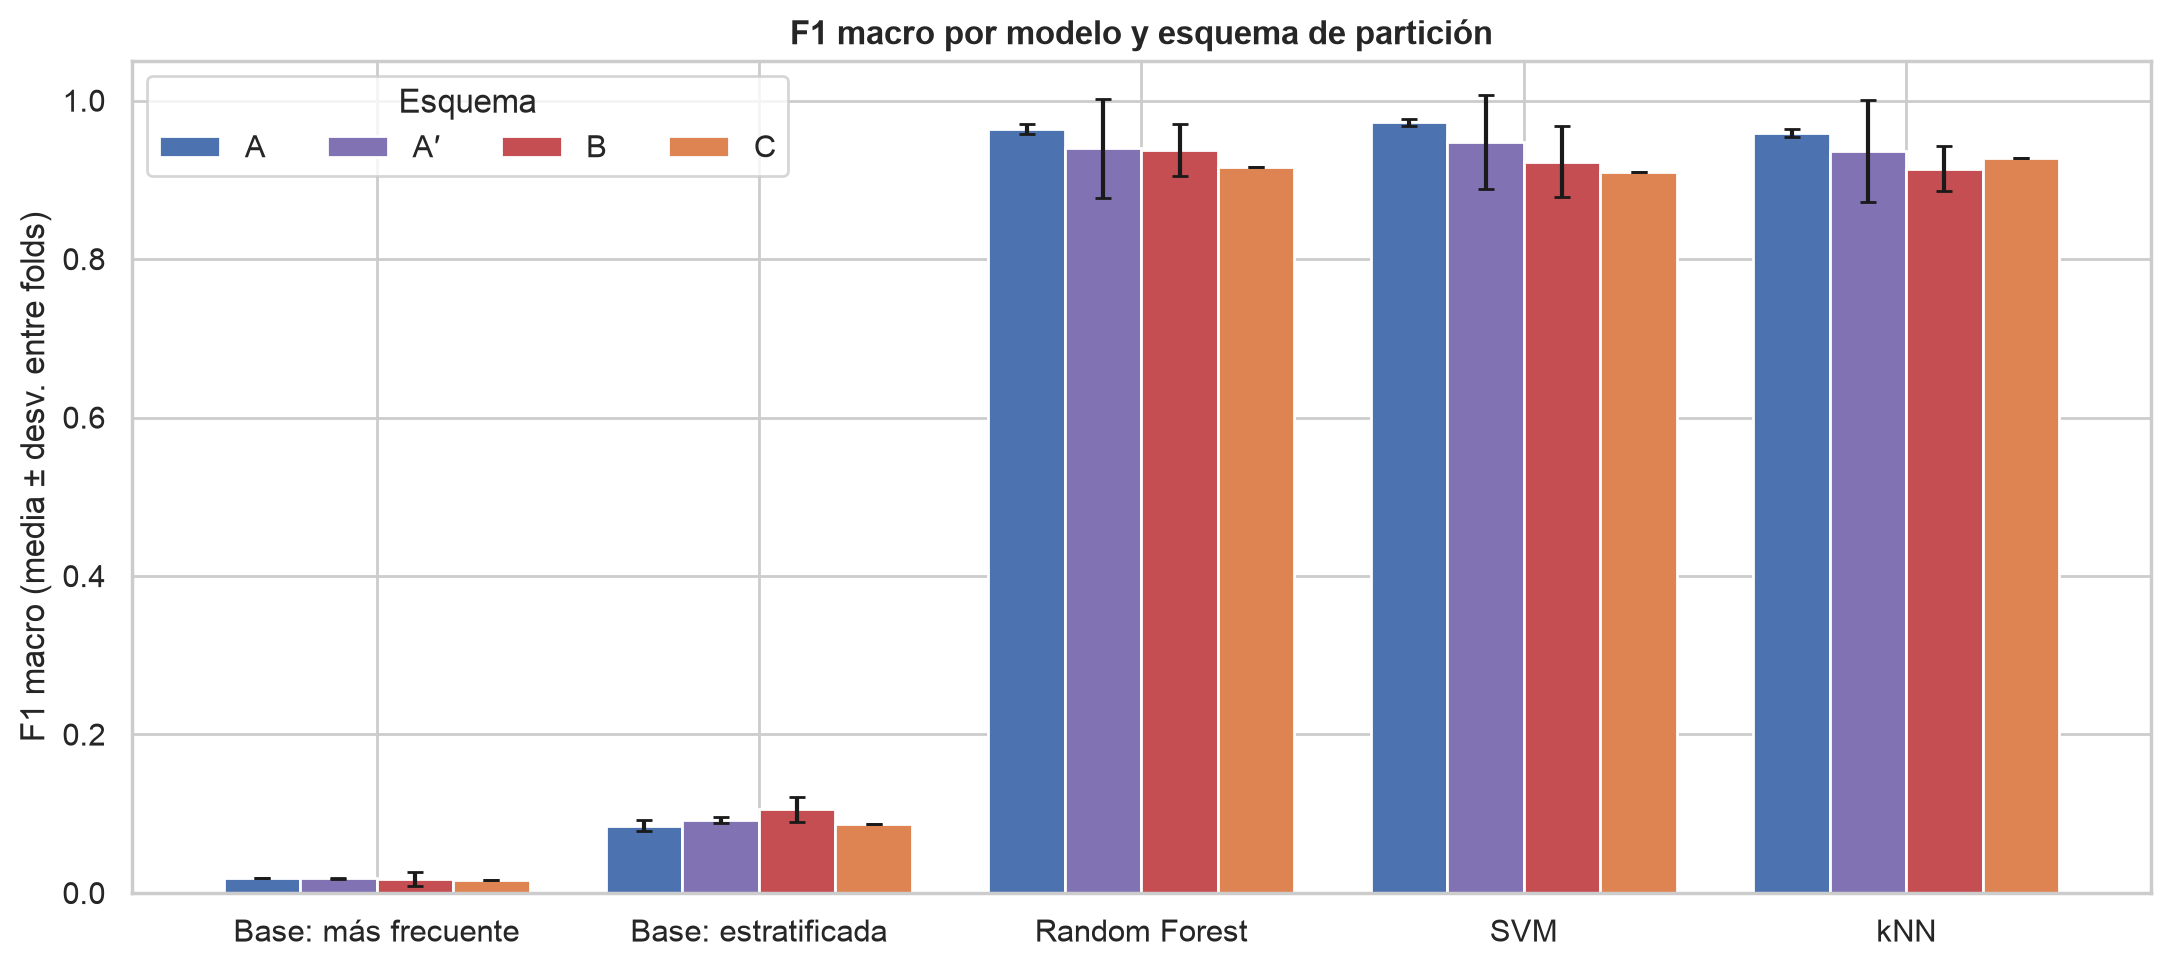 F1 macro por modelo y esquema de partición
Esquema
A A′ B C
F1 macro (media ± desv. entre folds)
1.0
0.8
0.6
0.4
0.2
0.0
Base: más frecuente Base: estratificada Random Forest SVM kNN